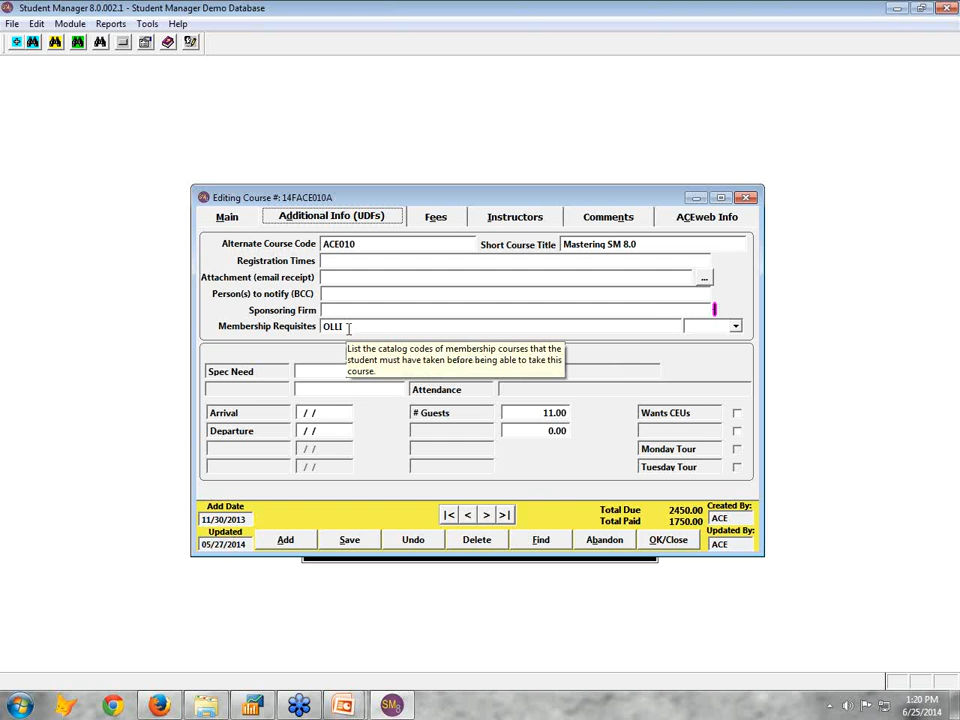 Student Manager 8.0.002.1 - Student Manager Demo Database
File Edit Module Reports Tools Help
Editing Course #: 14FACE010A
Main Additional Info (UDFs) Fees Instructors Comments ACEweb Info
Alternate Course Code ACE010 Short Course Title Mastering SM 8.0
Registration Times
Attachment (email receipt) ...
Person(s) to notify (BCC)
Sponsoring Firm
Membership Requisites OLLI
List the catalog codes of membership courses that the
student must have taken before being able to take this
course.
Spec Need
Attendance
Arrival / / # Guests 11.00 Wants CEUs
Departure / / 0.00
/ / Monday Tour
/ / Tuesday Tour
Add Date |< < > >| Total Due 2450.00 Created By:
11/30/2013 Total Paid 1750.00 ACE
Updated Updated By:
05/27/2014 Add Save Undo Delete Find Abandon OK/Close ACE
SM8
1:20 PM
6/25/2014